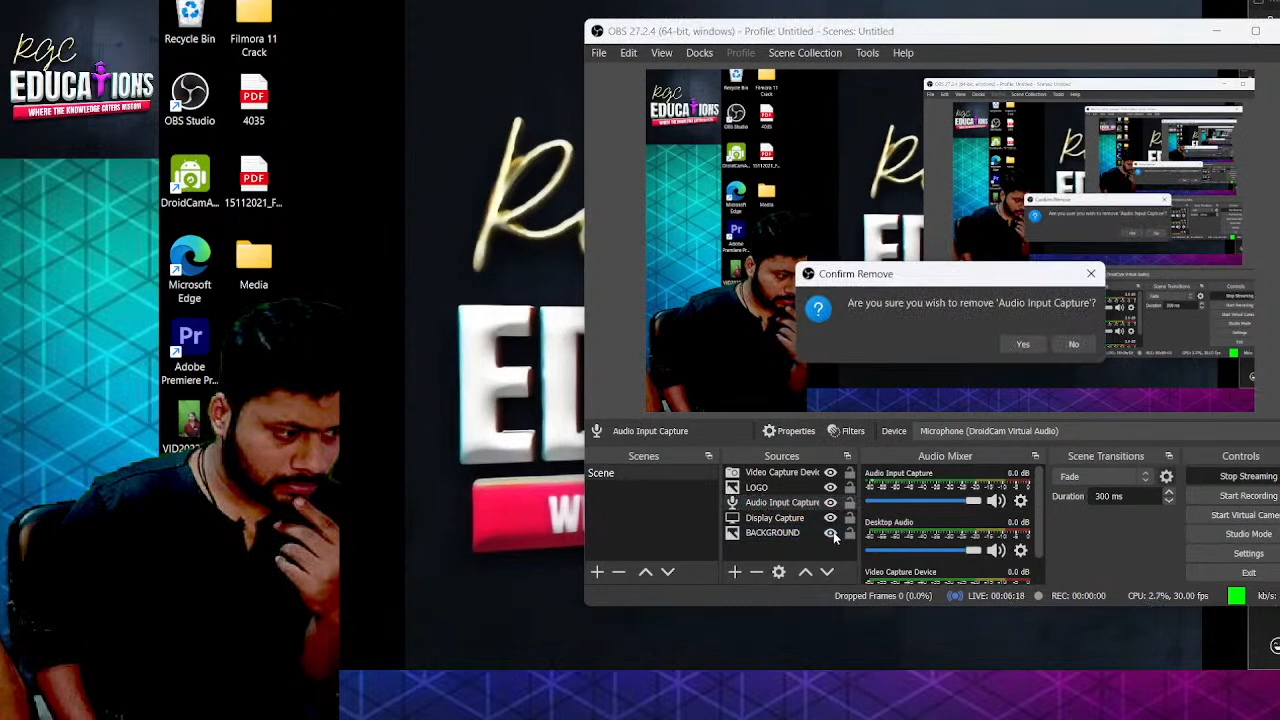 RGC
EDUCATIONS
WHERE THE KNOWLEDGE CATERS WISDOM
Recycle Bin
Filmora 11
Crack
OBS Studio
4035
DroidCamA...
15112021_F...
Microsoft
Edge
Media
Adobe
Premiere Pr...
OBS 27.2.4 (64-bit, windows) - Profile: Untitled - Scenes: Untitled
File Edit View Docks Profile Scene Collection Tools Help
Confirm Remove
Are you sure you wish to remove 'Audio Input Capture'?
Yes No
Audio Input Capture
Properties Filters Device Microphone (DroidCam Virtual Audio)
Scenes
Scene
Sources
Video Capture Devic
LOGO
Audio Input Capture
Display Capture
BACKGROUND
Audio Mixer
Audio Input Capture 0.0 dB
Desktop Audio 0.0 dB
Video Capture Device 0.0 dB
Scene Transitions
Fade
Duration 300 ms
Controls
Stop Streaming
Start Recording
Start Virtual Camer
Studio Mode
Settings
Exit
Dropped Frames 0 (0.0%) LIVE: 00:06:18 REC: 00:00:00 CPU: 2.7%, 30.00 fps kb/s: